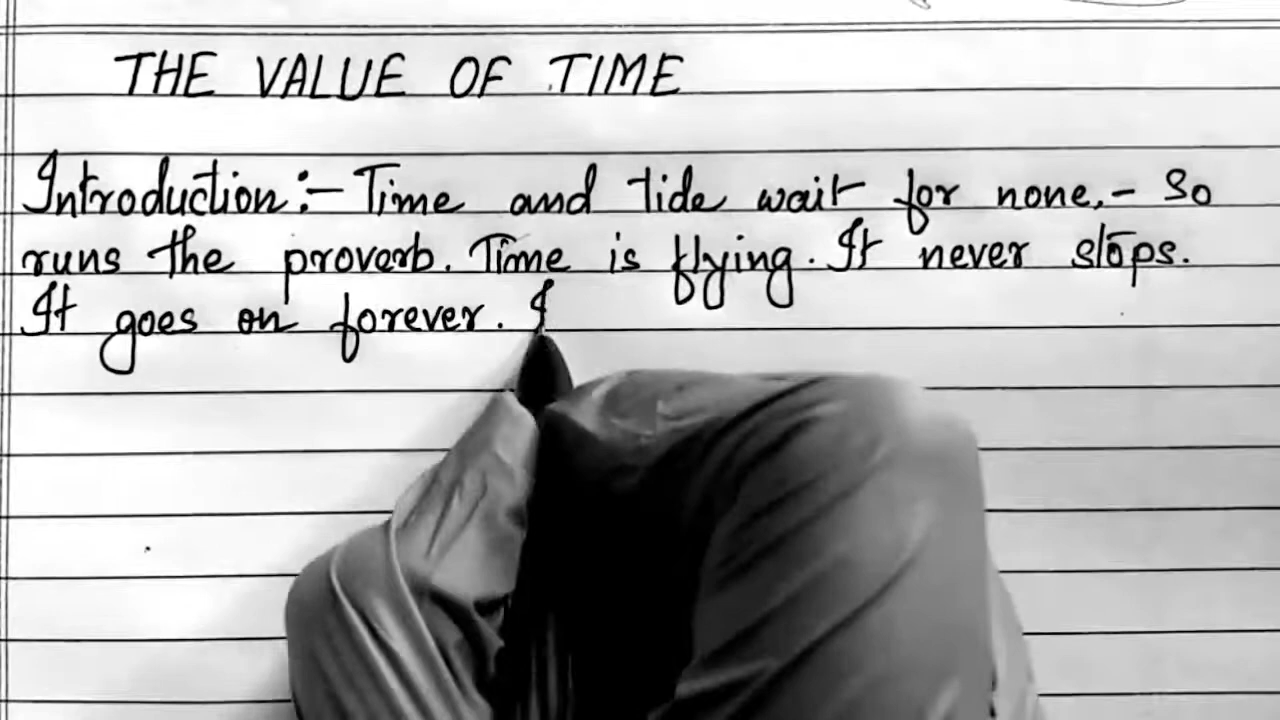 THE VALUE OF TIME
Introduction:- Time and tide wait for none.- So
runs the proverb. Time is flying. It never stops.
It goes on forever. I